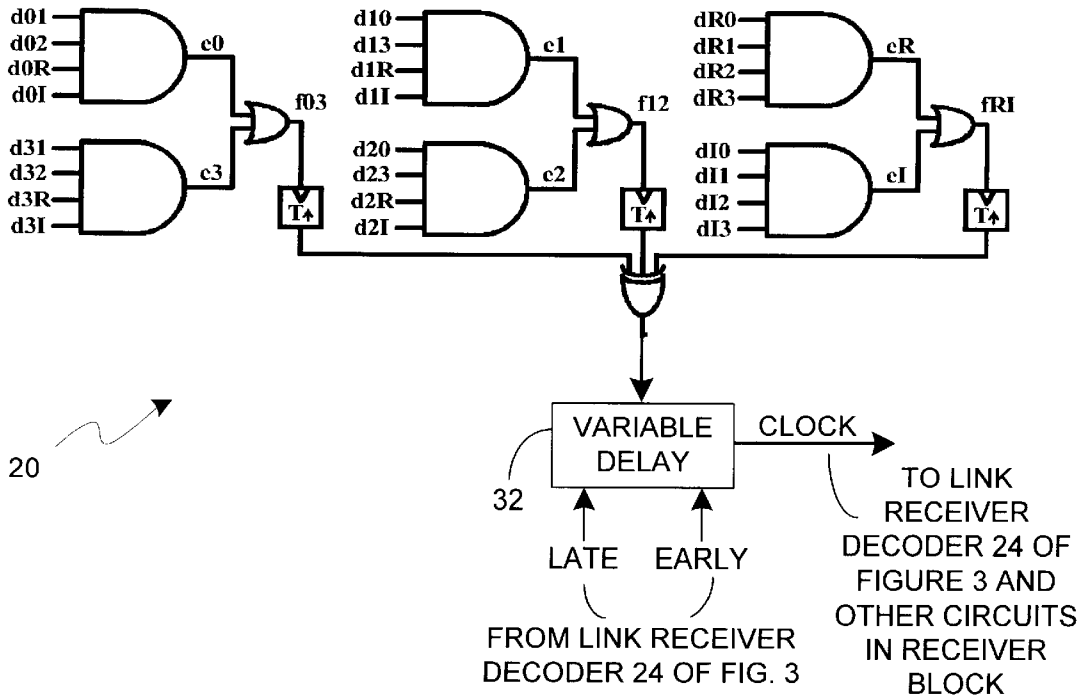 d01
d02
d0R
d0I
c0
d31
d32
d3R
d3I
c3
f03
T↑
d10
d13
d1R
d1I
c1
d20
d23
d2R
d2I
c2
f12
T↑
dR0
dR1
dR2
dR3
cR
dI0
dI1
dI2
dI3
cI
fRI
T↑
20
VARIABLE
DELAY
32
CLOCK
LATE
EARLY
FROM LINK RECEIVER
DECODER 24 OF FIG. 3
TO LINK
RECEIVER
DECODER 24 OF
FIGURE 3 AND
OTHER CIRCUITS
IN RECEIVER
BLOCK